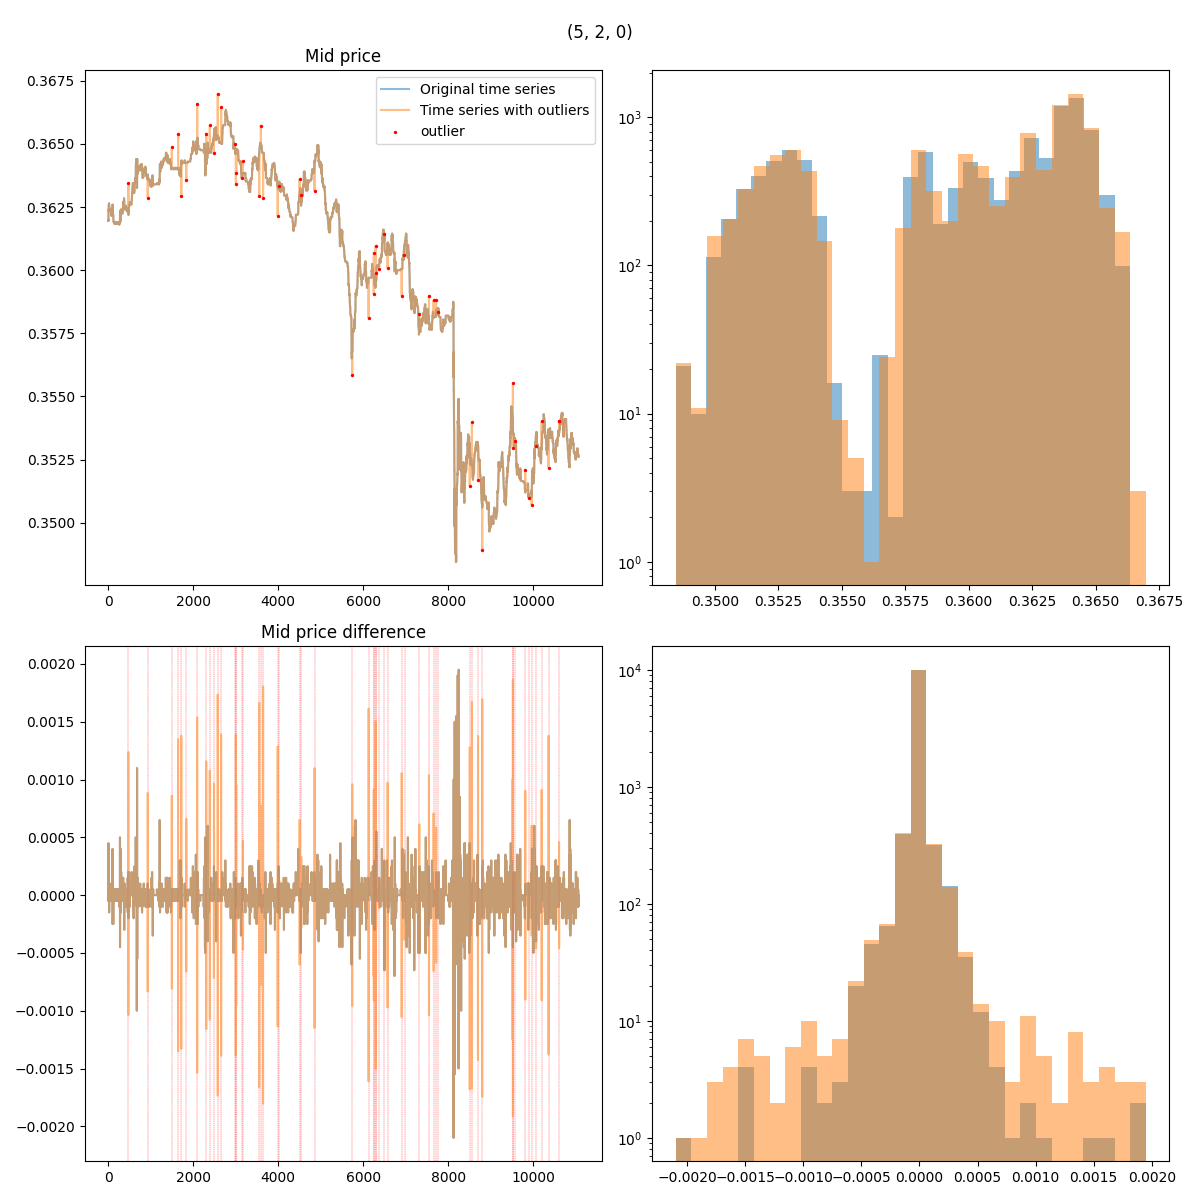 (5, 2, 0)
Mid price
Original time series
Time series with outliers
outlier
0.3675
0.3650
0.3625
0.3600
0.3575
0.3550
0.3525
0.3500
0 2000 4000 6000 8000 10000
10³
10²
10¹
10⁰
0.3500 0.3525 0.3550 0.3575 0.3600 0.3625 0.3650 0.3675
Mid price difference
0.0020
0.0015
0.0010
0.0005
0.0000
−0.0005
−0.0010
−0.0015
−0.0020
0 2000 4000 6000 8000 10000
10⁴
10³
10²
10¹
10⁰
−0.0020 −0.0015 −0.0010 −0.0005 0.0000 0.0005 0.0010 0.0015 0.0020